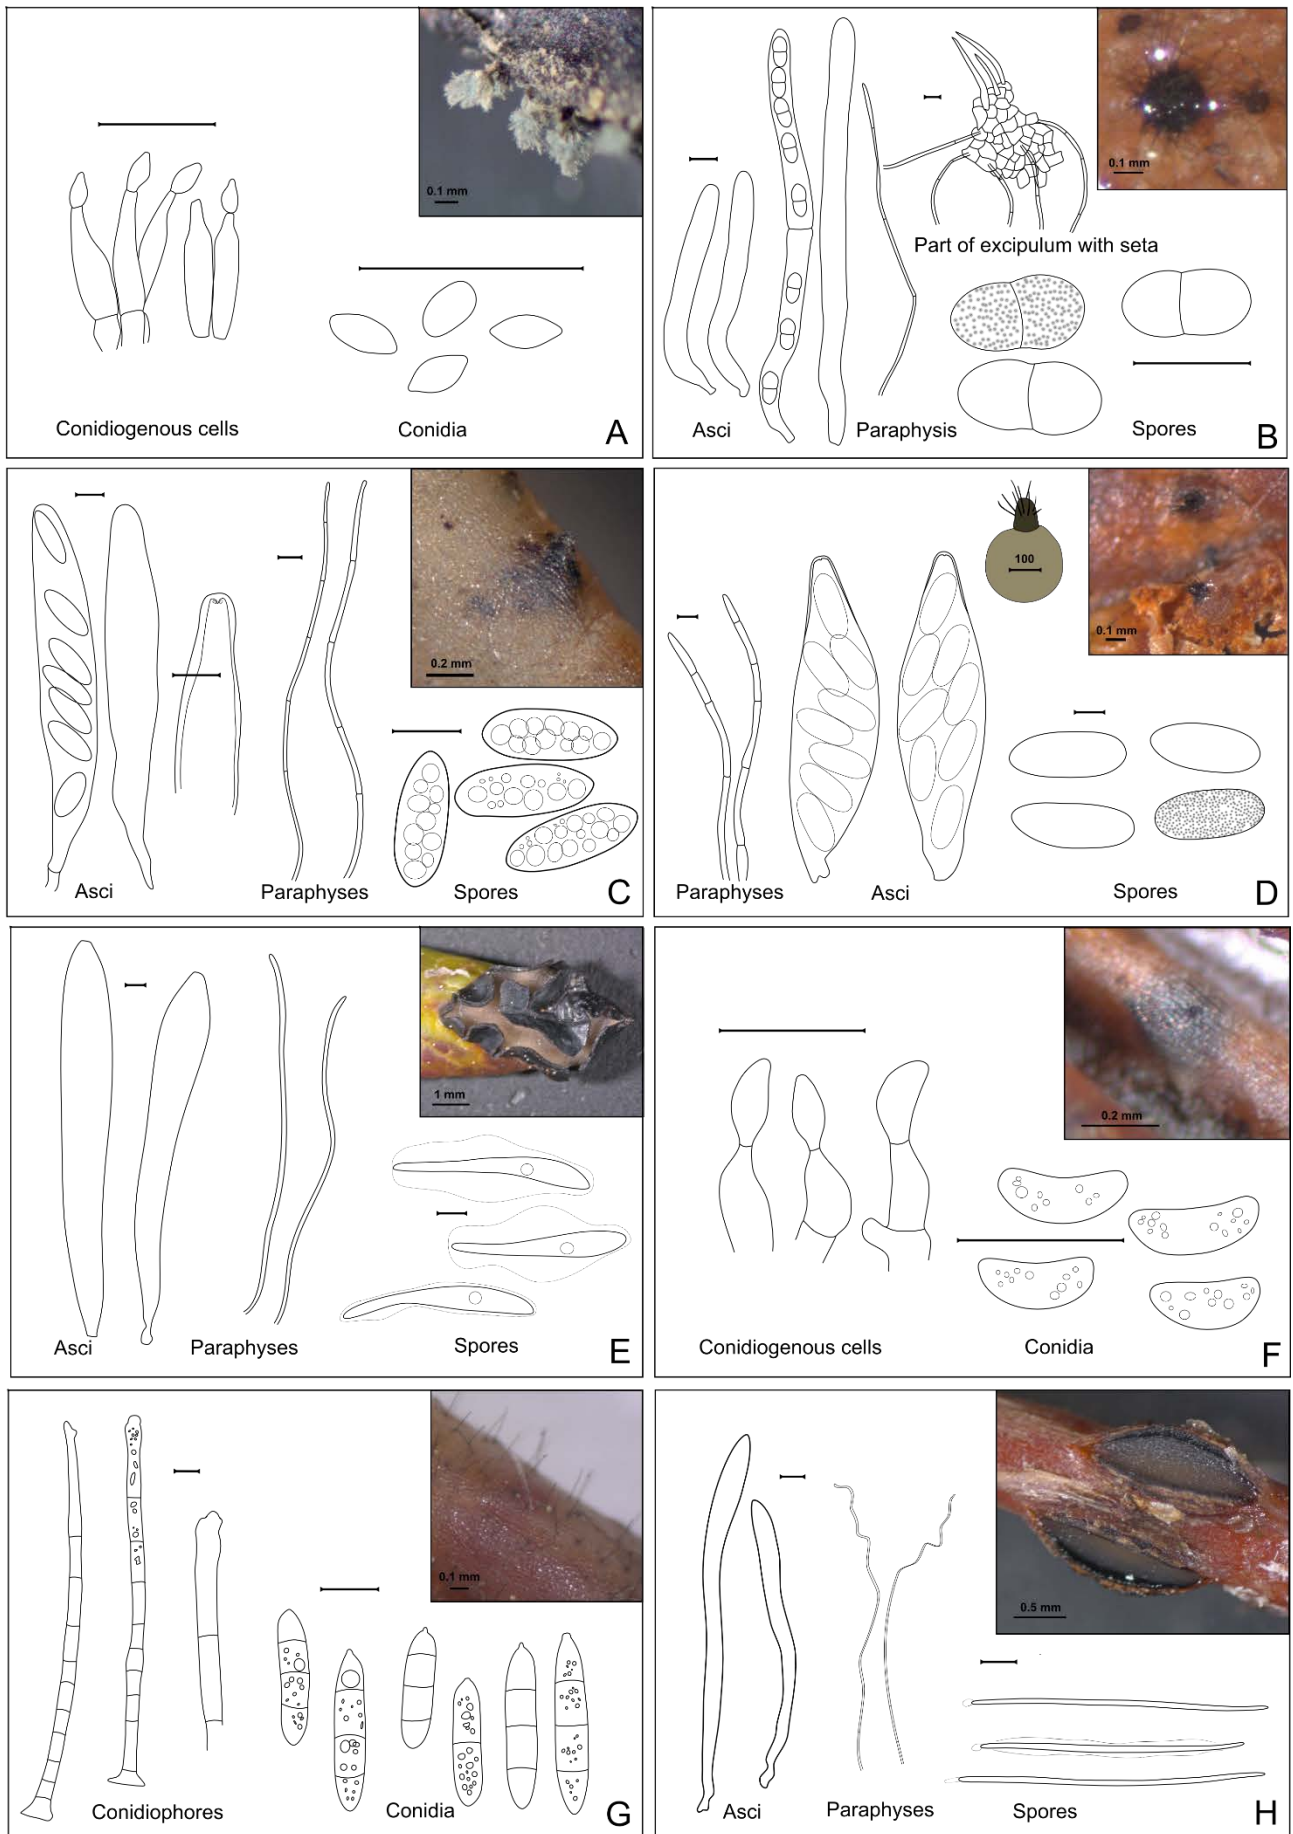 0.1 mm
Conidiogenous cells
Conidia
A
0.1 mm
Part of excipulum with seta
Asci
Paraphysis
Spores
B
0.2 mm
Asci
Paraphyses
Spores
C
100
0.1 mm
Paraphyses
Asci
Spores
D
1 mm
Asci
Paraphyses
Spores
E
0.2 mm
Conidiogenous cells
Conidia
F
0.1 mm
Conidiophores
Conidia
G
0.5 mm
Asci
Paraphyses
Spores
H